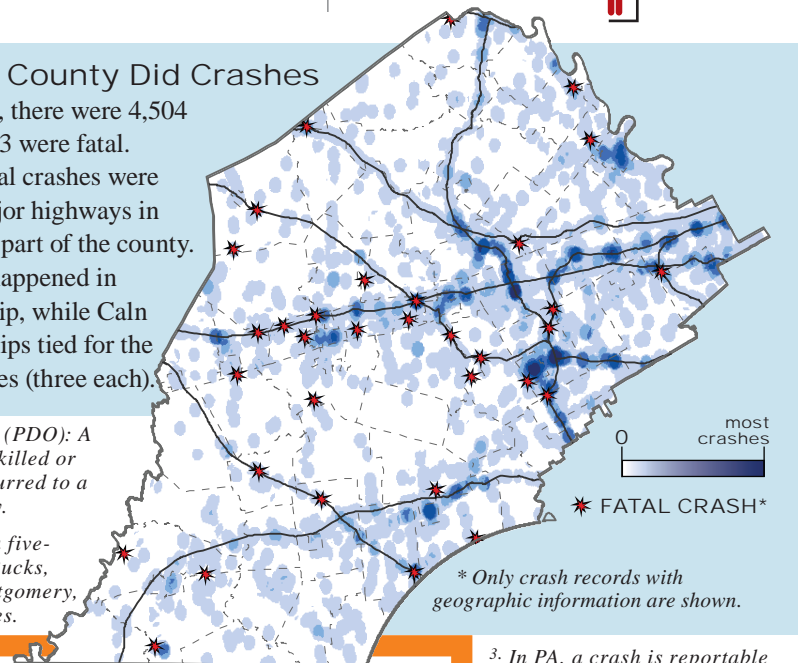 County Did Crashes
, there were 4,504
3 were fatal.
al crashes were
jor highways in
part of the county.
happened in
ip, while Caln
ips tied for the
es (three each).
(PDO): A
killed or
urred to a
y.
five-
ucks,
tgomery,
es.
0
most
crashes
FATAL CRASH*
* Only crash records with
geographic information are shown.
3. In PA, a crash is reportable